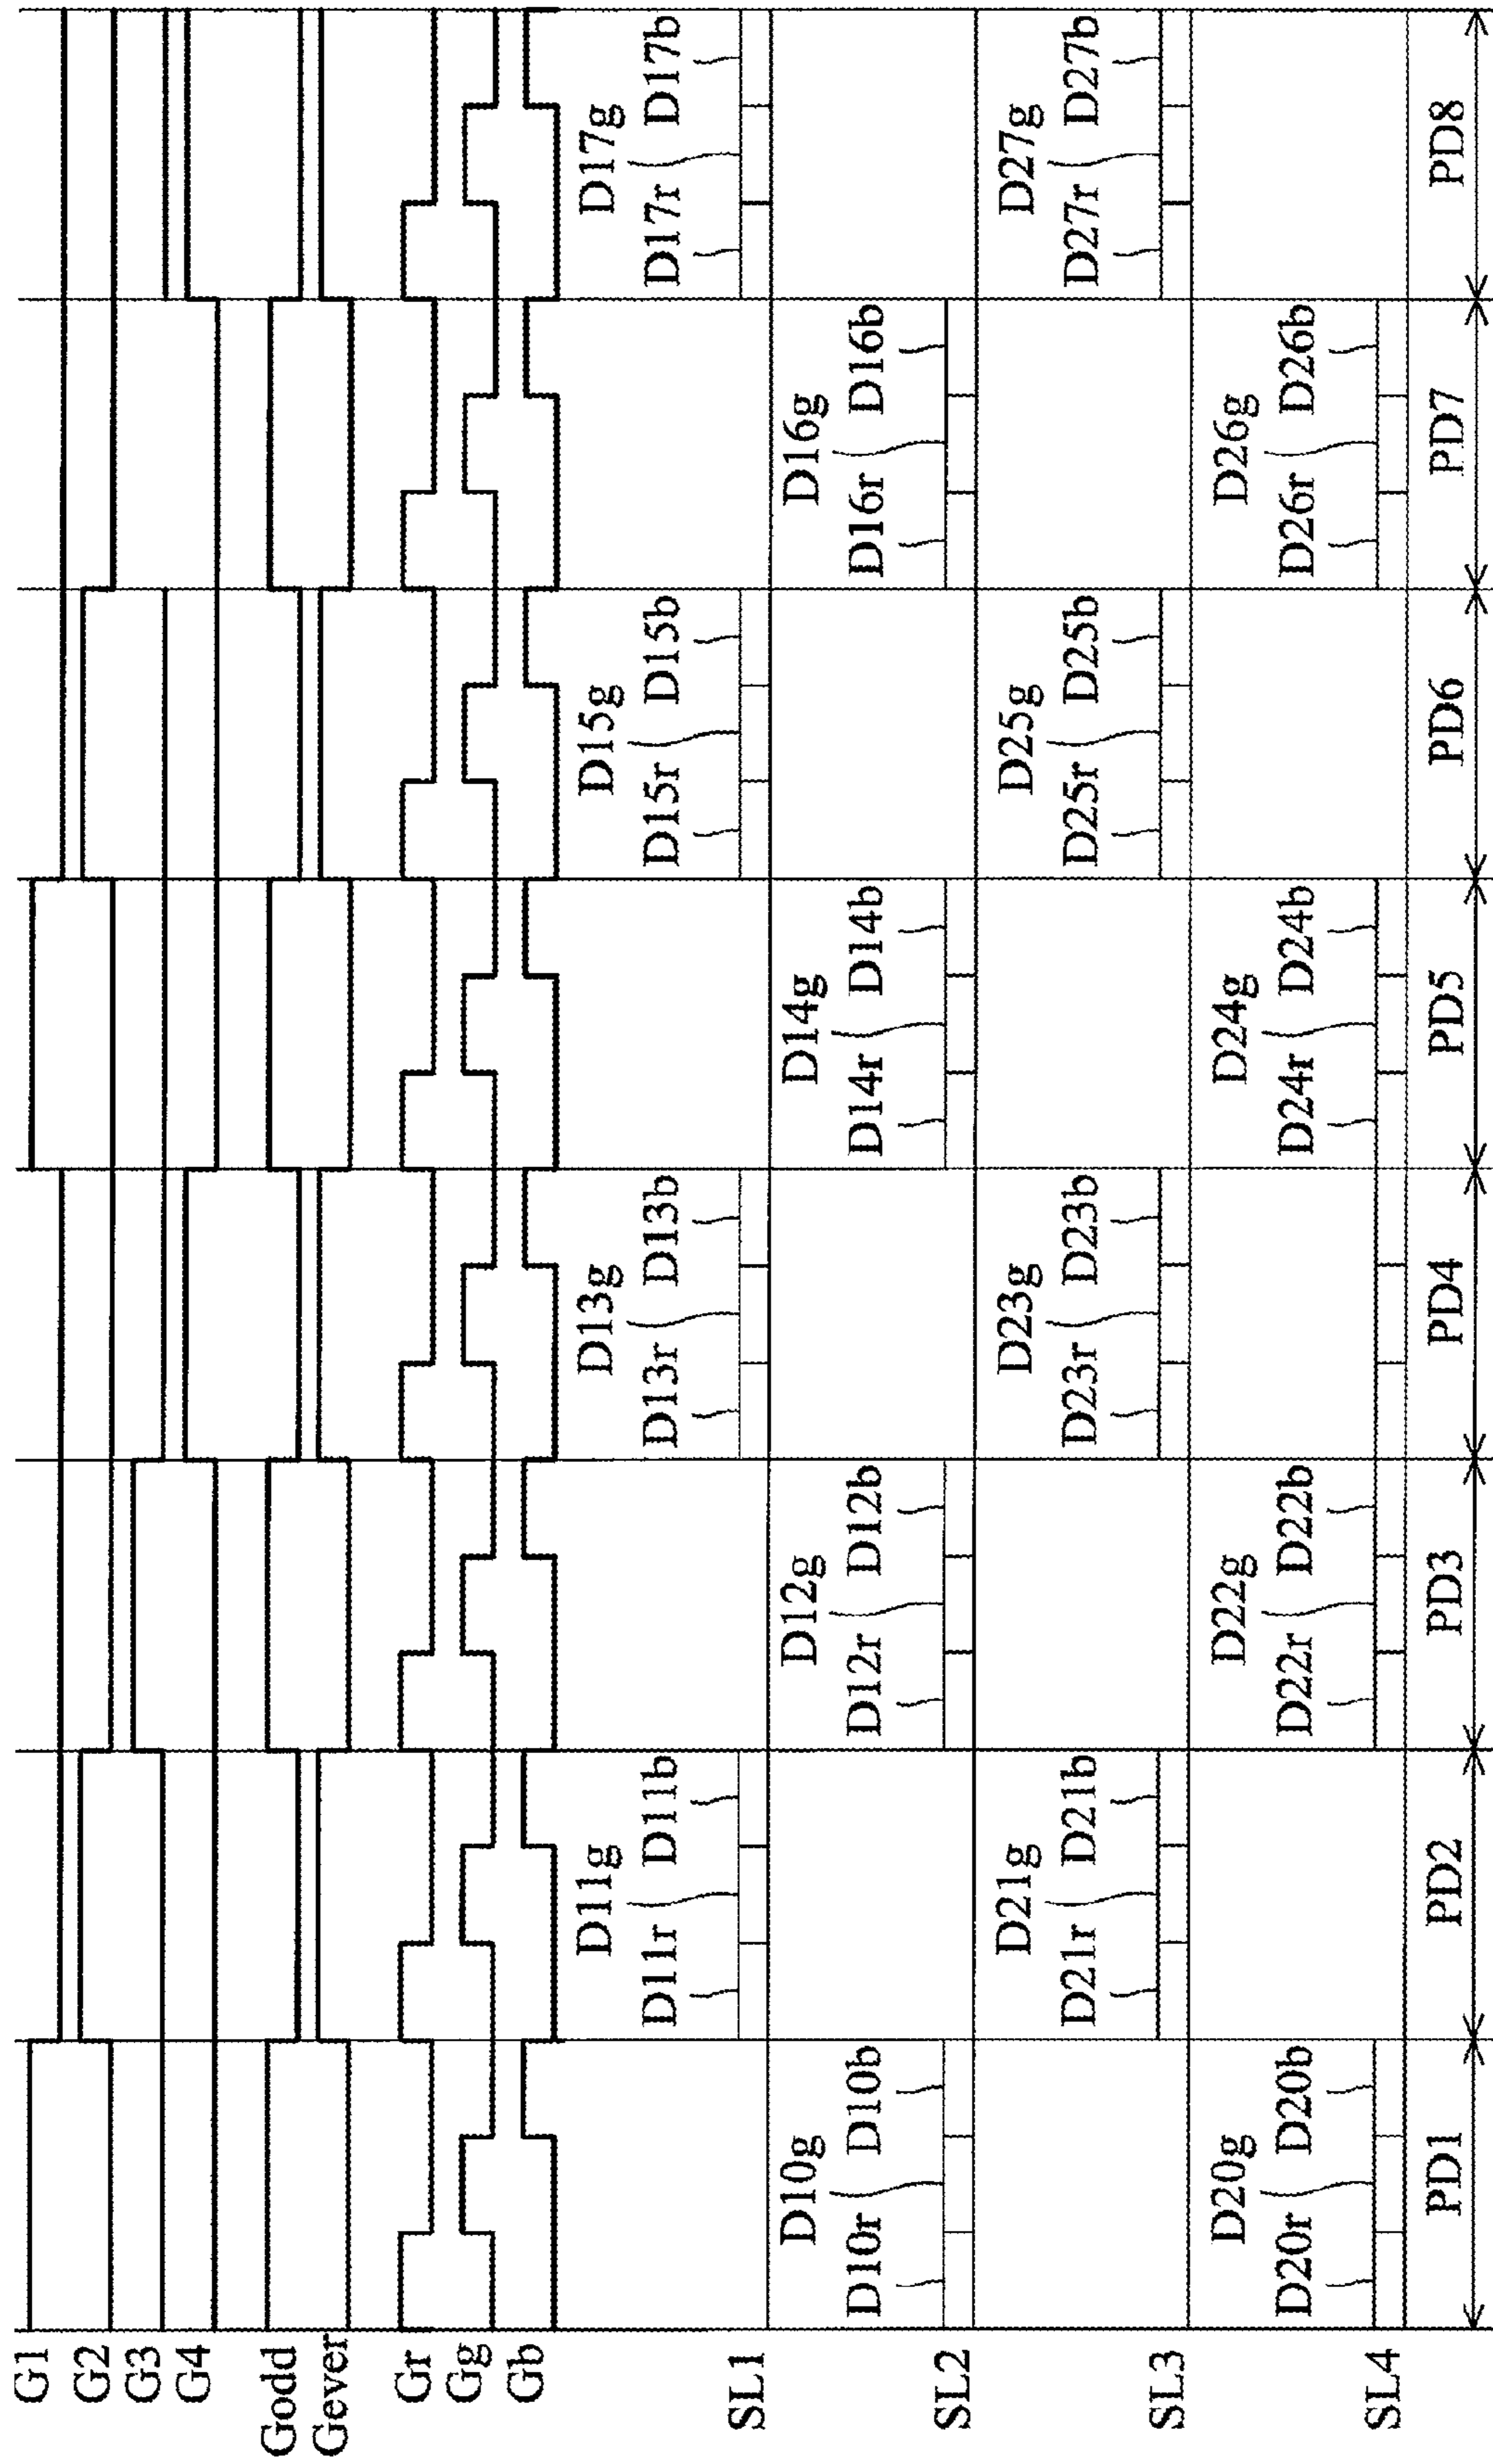 G1
G2
G3
G4
Godd
Gever
Gr
Gg
Gb
SL1
D11g
D11r D11b
D13g
D13r D13b
D15g
D15r D15b
D17g
D17r D17b
SL2
D10g
D10r D10b
D12g
D12r D12b
D14g
D14r D14b
D16g
D16r D16b
SL3
D21g
D21r D21b
D23g
D23r D23b
D25g
D25r D25b
D27g
D27r D27b
SL4
D20g
D20r D20b
D22g
D22r D22b
D24g
D24r D24b
D26g
D26r D26b
PD1 PD2 PD3 PD4 PD5 PD6 PD7 PD8